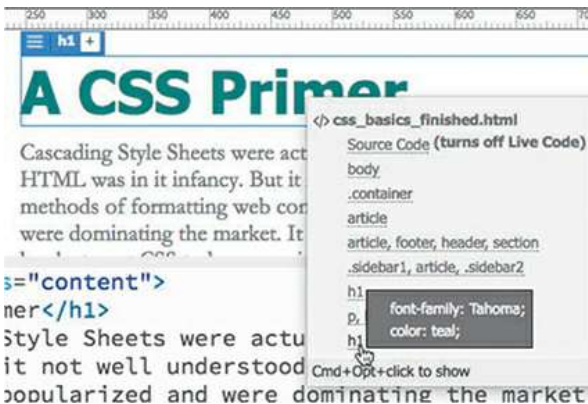 250 300 350 400 450 500 550 600 650
h1 +
A CSS Primer
Cascading Style Sheets were act
HTML was in it infancy. But it
methods of formatting web con
were dominating the market. It
</> css_basics_finished.html
Source Code (turns off Live Code)
body
.container
article
article, footer, header, section
.sidebar1, article, .sidebar2
h1
p,
h1
font-family: Tahoma;
color: teal;
Cmd+Opt+click to show
s="content">
mer</h1>
Style Sheets were actu
it not well understood
popularized and were dominating the market